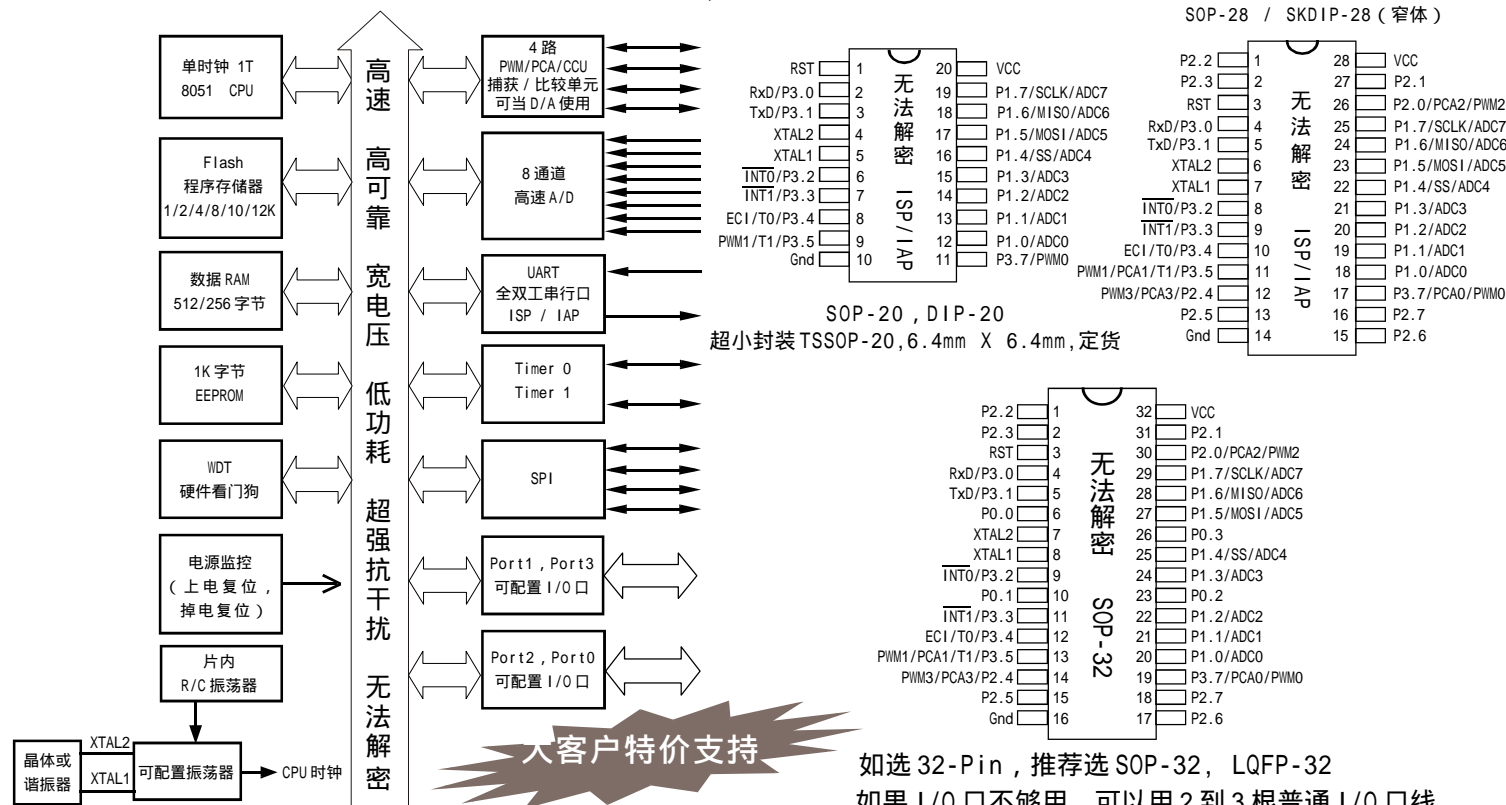 单时钟 1T
8051 CPU
Flash
程序存储器
1/2/4/8/10/12K
数据 RAM
512/256 字节
1K 字节
EEPROM
WDT
硬件看门狗
电源监控
(上电复位,
掉电复位)
片内
R/C 振荡器
晶体或
谐振器
XTAL2
XTAL1
可配置振荡器
CPU 时钟
高速 高可靠 宽电压 低功耗 超强抗干扰 无法解密
4 路
PWM/PCA/CCU
捕获 / 比较单元
可当 D/A 使用
8 通道
高速 A/D
UART
全双工串行口
ISP / IAP
Timer 0
Timer 1
SPI
Port1, Port3
可配置 I/O 口
Port2, Port0
可配置 I/O 口
大客户特价支持
RST 1 20 VCC
RxD/P3.0 2 19 P1.7/SCLK/ADC7
TxD/P3.1 3 18 P1.6/MISO/ADC6
XTAL2 4 17 P1.5/MOSI/ADC5
XTAL1 5 16 P1.4/SS/ADC4
INT0/P3.2 6 15 P1.3/ADC3
INT1/P3.3 7 14 P1.2/ADC2
ECI/T0/P3.4 8 13 P1.1/ADC1
PWM1/T1/P3.5 9 12 P1.0/ADC0
Gnd 10 11 P3.7/PWM0
无法解密 ISP/IAP
SOP-20, DIP-20
超小封装TSSOP-20,6.4mm X 6.4mm,定货
SOP-28 / SKDIP-28(窄体)
P2.2 1 28 VCC
P2.3 2 27 P2.1
RST 3 26 P2.0/PCA2/PWM2
RxD/P3.0 4 25 P1.7/SCLK/ADC7
TxD/P3.1 5 24 P1.6/MISO/ADC6
XTAL2 6 23 P1.5/MOSI/ADC5
XTAL1 7 22 P1.4/SS/ADC4
INT0/P3.2 8 21 P1.3/ADC3
INT1/P3.3 9 20 P1.2/ADC2
ECI/T0/P3.4 10 19 P1.1/ADC1
PWM1/PCA1/T1/P3.5 11 18 P1.0/ADC0
PWM3/PCA3/P2.4 12 17 P3.7/PCA0/PWM0
P2.5 13 16 P2.7
Gnd 14 15 P2.6
无法解密 ISP/IAP
P2.2 1 32 VCC
P2.3 2 31 P2.1
RST 3 30 P2.0/PCA2/PWM2
RxD/P3.0 4 29 P1.7/SCLK/ADC7
TxD/P3.1 5 28 P1.6/MISO/ADC6
P0.0 6 27 P1.5/MOSI/ADC5
XTAL2 7 26 P0.3
XTAL1 8 25 P1.4/SS/ADC4
INT0/P3.2 9 24 P1.3/ADC3
P0.1 10 23 P0.2
INT1/P3.3 11 22 P1.2/ADC2
ECI/T0/P3.4 12 21 P1.1/ADC1
PWM1/PCA1/T1/P3.5 13 20 P1.0/ADC0
PWM3/PCA3/P2.4 14 19 P3.7/PCA0/PWM0
P2.5 15 18 P2.7
Gnd 16 17 P2.6
无法解密 SOP-32
如选 32-Pin,推荐选 SOP-32, LQFP-32
如果 I/O 口不够用 可以用 2 到 3 根普通 I/O 口线